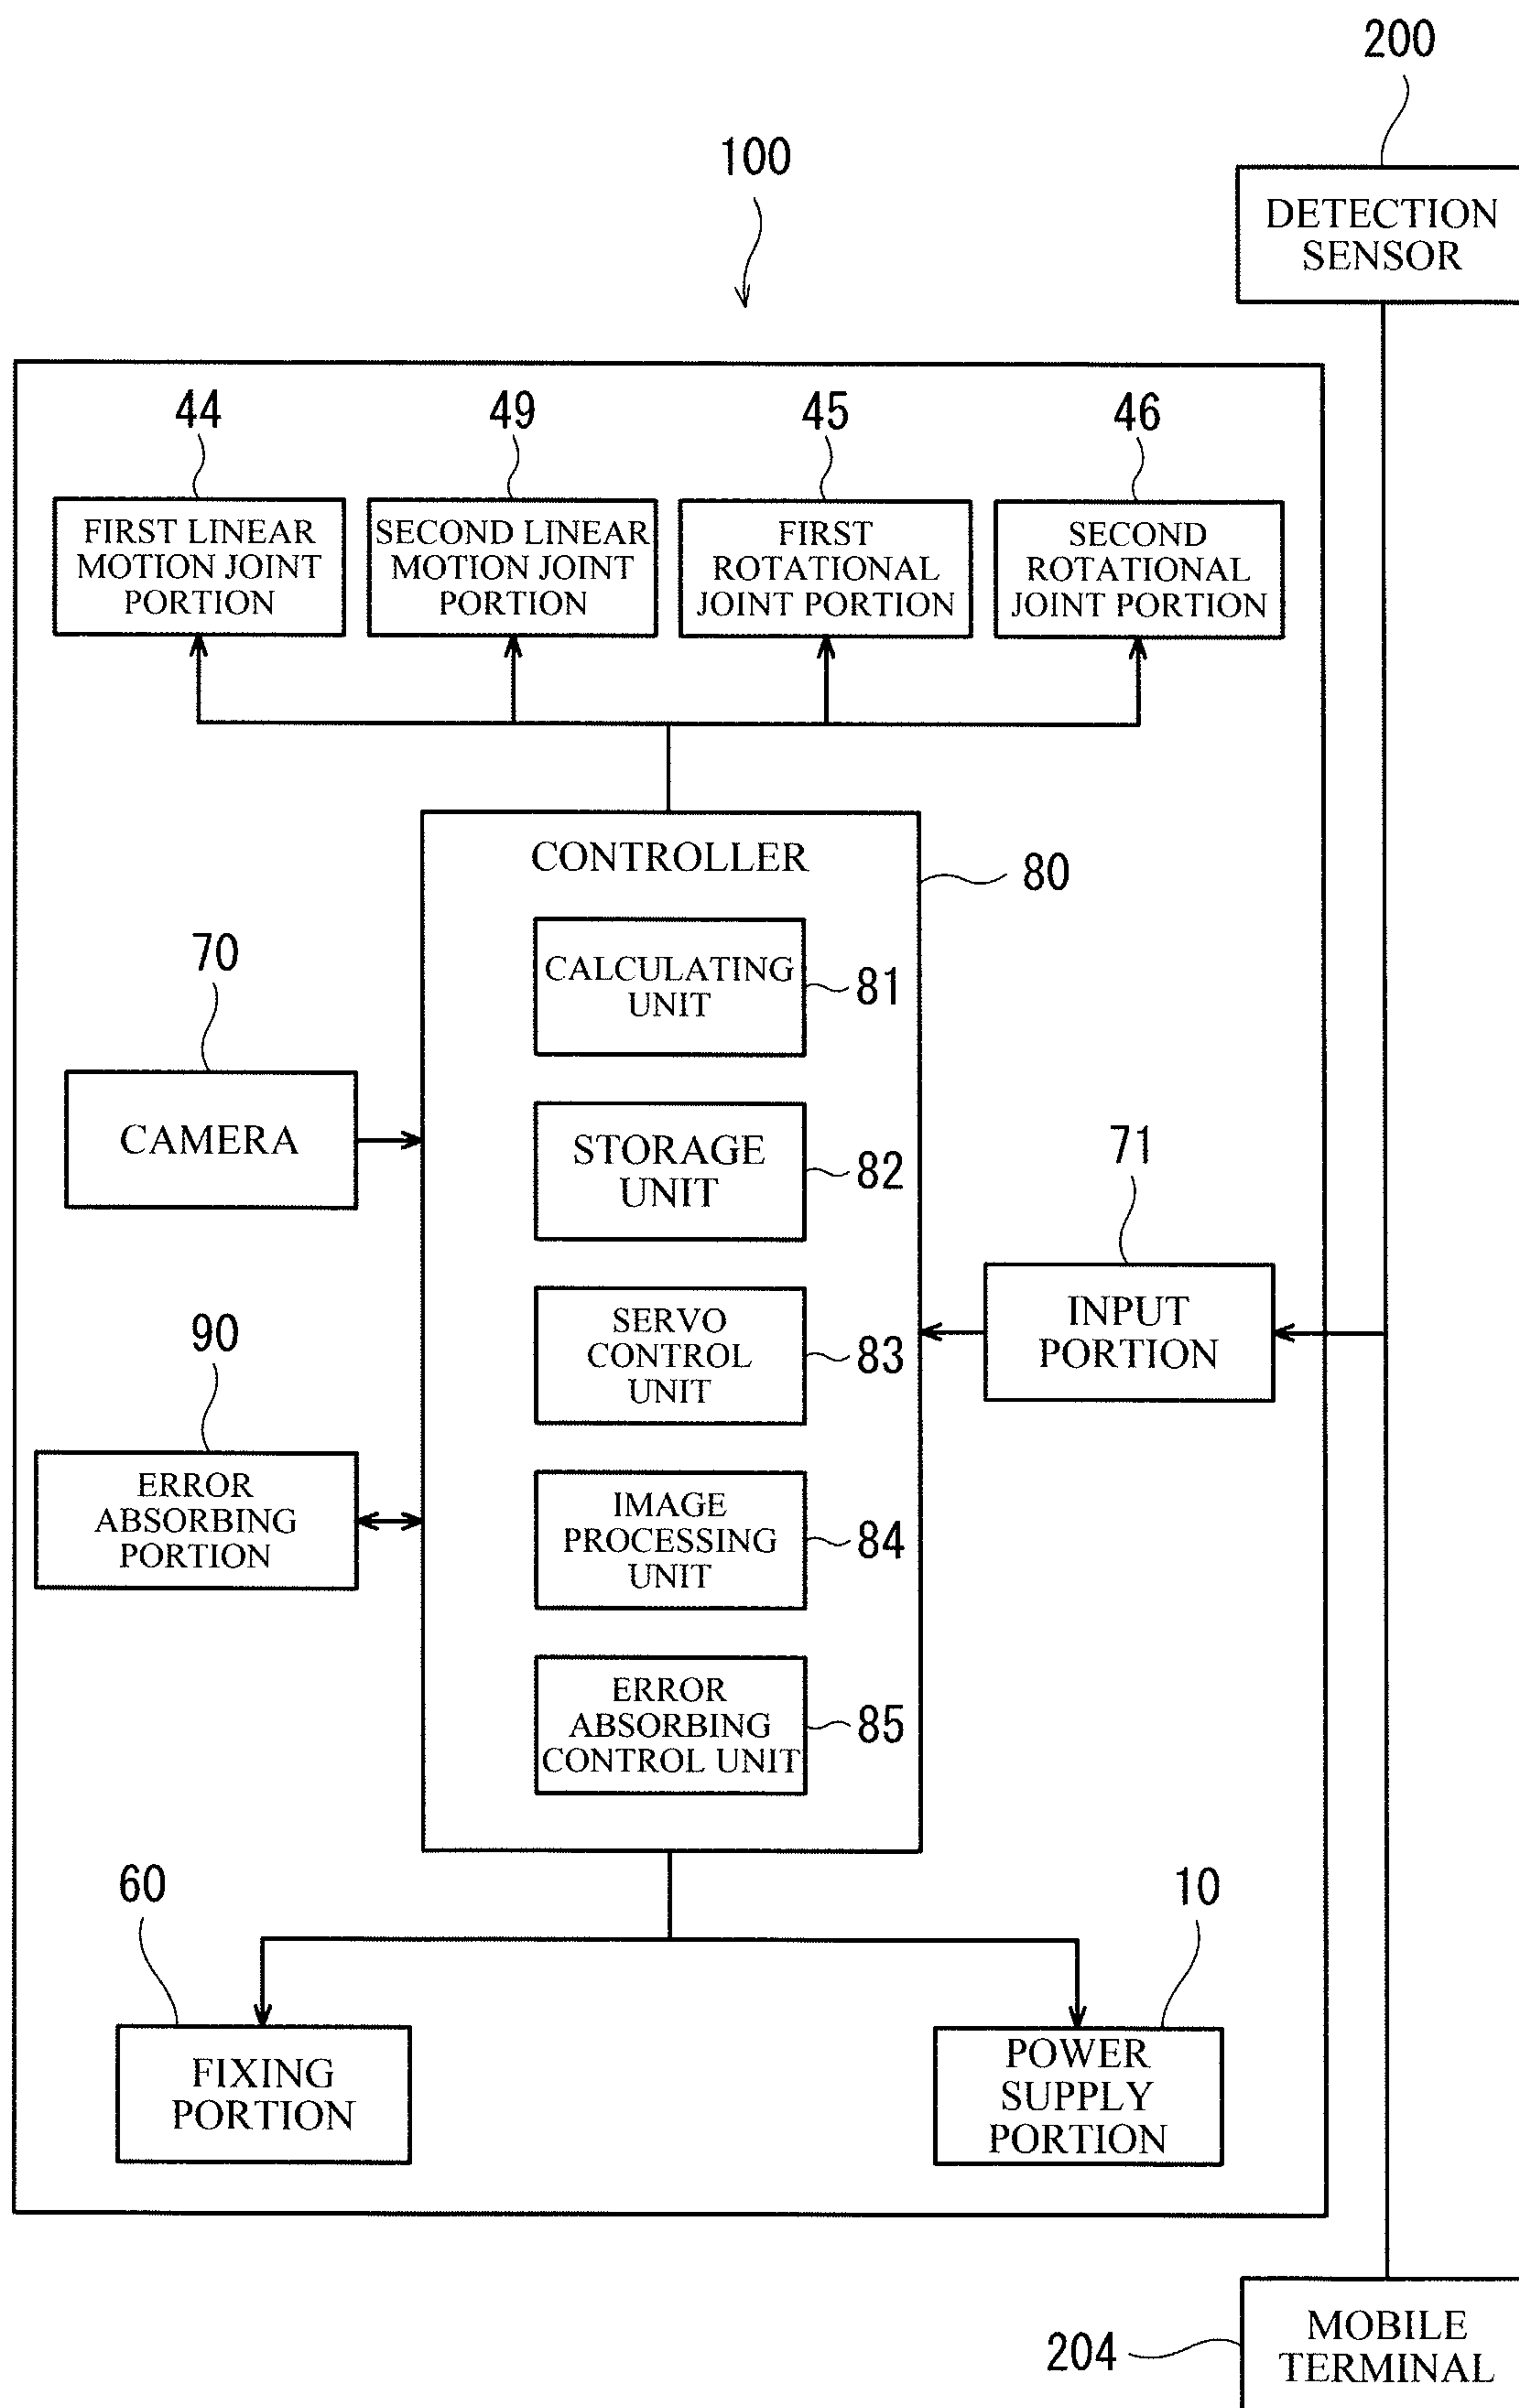 200
100
DETECTION
SENSOR
44
49
45
46
FIRST LINEAR
MOTION JOINT
PORTION
SECOND LINEAR
MOTION JOINT
PORTION
FIRST
ROTATIONAL
JOINT PORTION
SECOND
ROTATIONAL
JOINT PORTION
CONTROLLER
80
70
CALCULATING
UNIT
81
CAMERA
STORAGE
UNIT
82
71
INPUT
PORTION
90
SERVO
CONTROL
UNIT
83
ERROR
ABSORBING
PORTION
IMAGE
PROCESSING
UNIT
84
ERROR
ABSORBING
CONTROL UNIT
85
60
10
FIXING
PORTION
POWER
SUPPLY
PORTION
204
MOBILE
TERMINAL